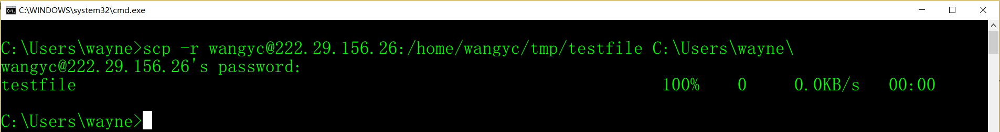 C:\WINDOWS\system32\cmd.exe
C:\Users\wayne>scp -r wangyc@222.29.156.26:/home/wangyc/tmp/testfile C:\Users\wayne\
wangyc@222.29.156.26's password:
testfile 100% 0 0.0KB/s 00:00
C:\Users\wayne>